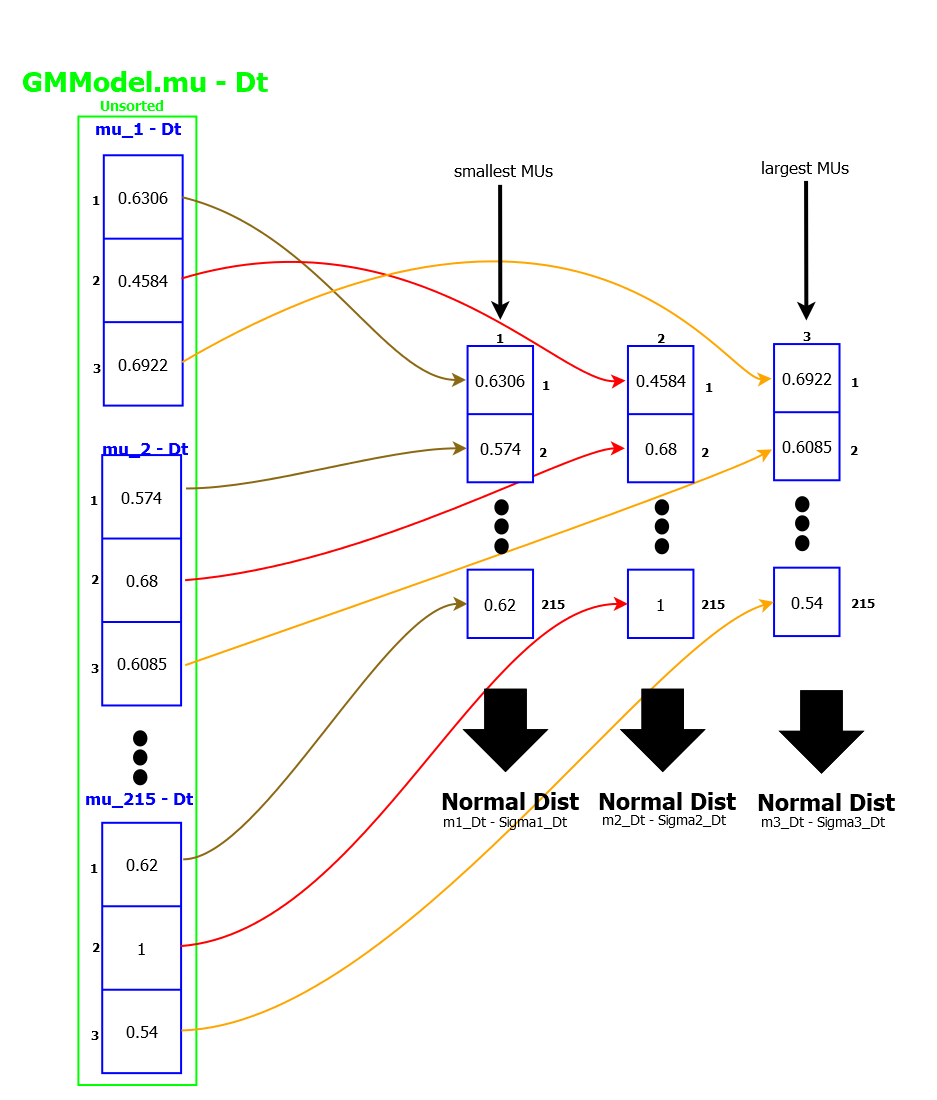 GMModel.mu - Dt
Unsorted
mu_1 - Dt
1 0.6306
2 0.4584
3 0.6922
mu_2 - Dt
1 0.574
2 0.68
3 0.6085
mu_215 - Dt
1 0.62
2 1
3 0.54
smallest MUs
largest MUs
1 2 3
0.6306 1 0.4584 1 0.6922 1
0.574 2 0.68 2 0.6085 2
0.62 215 1 215 0.54 215
Normal Dist Normal Dist Normal Dist
m1_Dt - Sigma1_Dt m2_Dt - Sigma2_Dt m3_Dt - Sigma3_Dt